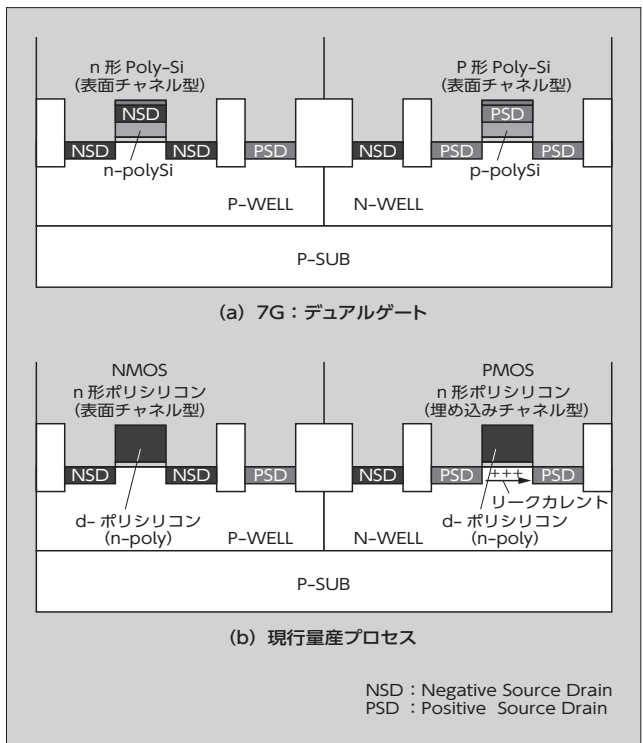 n 形 Poly-Si
(表面チャネル型)
P 形 Poly-Si
(表面チャネル型)
NSD
PSD
NSD
NSD
PSD
NSD
PSD
PSD
n-polySi
p-polySi
P-WELL
N-WELL
P-SUB
(a) 7G：デュアルゲート
NMOS
n 形ポリシリコン
(表面チャネル型)
PMOS
n 形ポリシリコン
(埋め込みチャネル型)
NSD
NSD
PSD
NSD
PSD
+++
PSD
リークカレント
d- ポリシリコン
(n-poly)
P-WELL
N-WELL
d- ポリシリコン
(n-poly)
P-SUB
(b) 現行量産プロセス
NSD：Negative Source Drain
PSD：Positive Source Drain